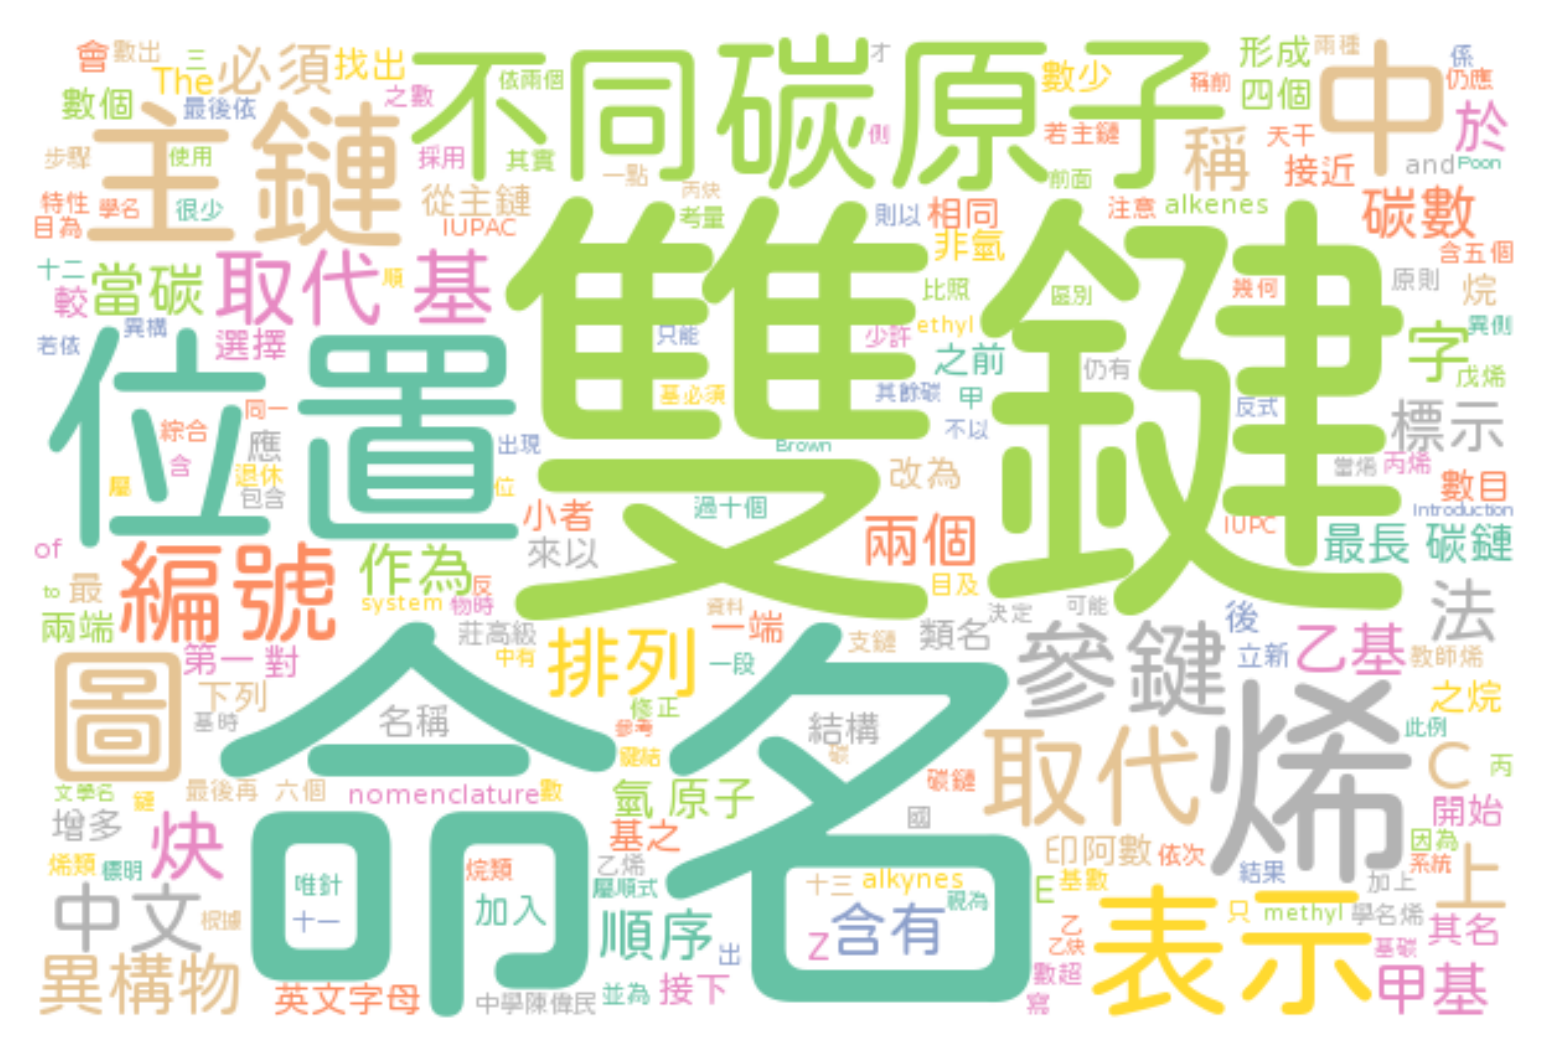 會 數出 三 The 必須 找出 不同 依兩個 碳原子 才 數少 形成 兩種 稱前 中 係 仍應
數個 最後依 之數 四個
主鏈 側 若主鏈 天干 於
步驟 使用 採用 其實 一點 前面 稱 接近 and Poon
特性 學名 很少 從主鏈 丙炔 考量 則以 相同 注意 alkenes 碳數
目為 IUPAC 雙鍵 非氫 含五個
十二 當碳 取代 順 基 比照 區別 幾何 原則 烷
較 異構 選擇 只能 少許 ethyl 異側
若依 位置 之前 仍有 字 戊烯
同一 基必須 其餘碳 甲 反式 標示
綜合 應 出現 Brown 不以
含 退休 當烯 丙烯
屬 包含 位 改為 數目
過十個 Introduction
小者 兩個 IUPC 最長 碳鏈
of 編號 作為 來以
to 最 反 目及
兩端 system 物時 資料 決定 可能 後 法
莊高級 一端 支鏈 類名 參鍵
第一對 中有 排列 一段 立新 乙基 教師烯
圖 下列 修正 之烷
基時 名稱 命名 參考 結構 烯 此例
鍵結 碳 取代 C 丙
文學名 鏈 最後再 六個 nomenclature 數 氫 原子 碳鏈
增多 炔 基之 國 開始
烯類 標明 烷類 乙烯 印阿數 依次 因為
唯針 屬順式 十三 alkynes E 基數 結果 系統
中文 根據 十一 加入 視為 加上 上
順序 Z 含有 乙 表示 只 methyl 學名烯 其名
出 乙炔 基碳
異構物 英文字母 中學陳偉民 並為 接下 數超 甲基
寫